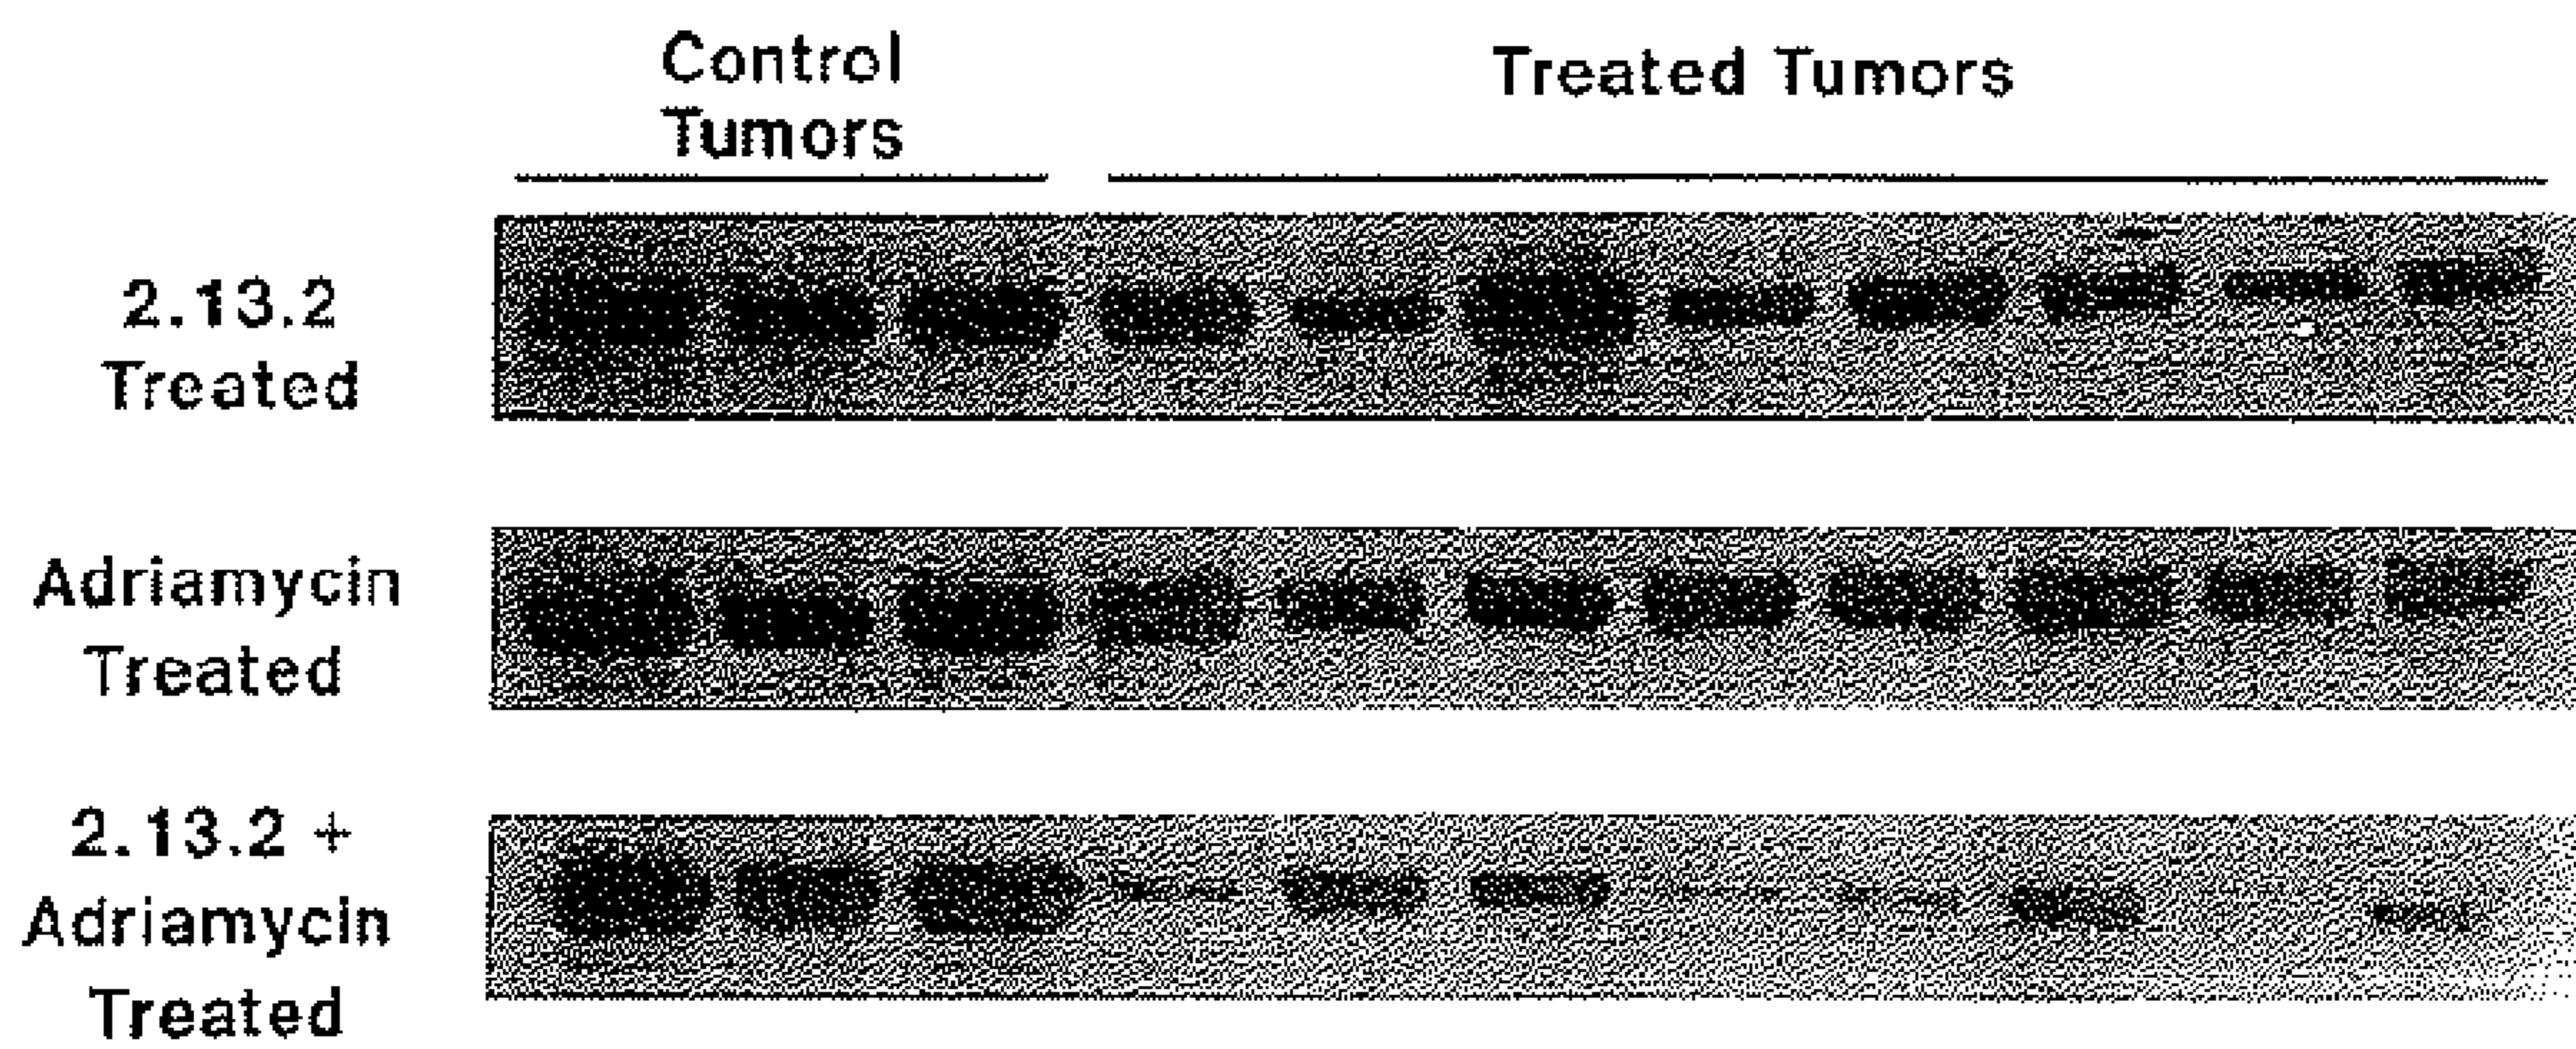 Control
Tumors
Treated Tumors
2.13.2
Treated
Adriamycin
Treated
2.13.2 +
Adriamycin
Treated